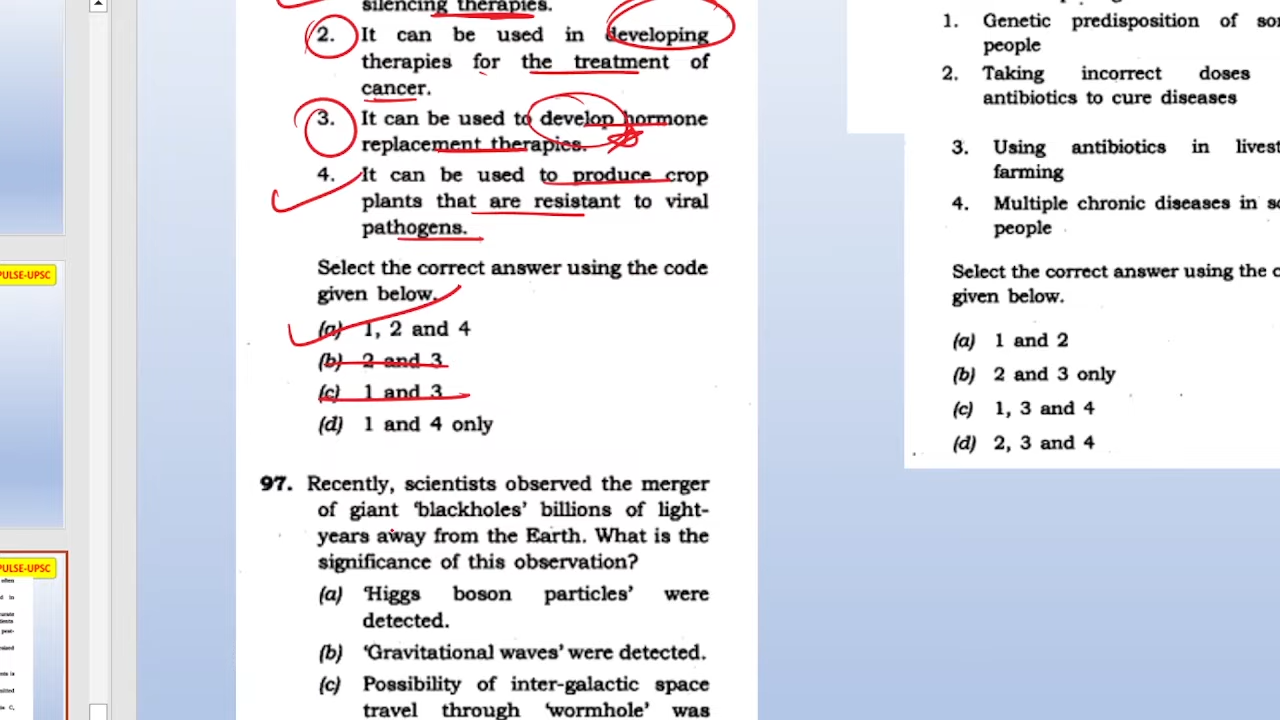 silencing therapies.
2. It can be used in developing
therapies for the treatment of
cancer.
3. It can be used to develop hormone
replacement therapies.
4. It can be used to produce crop
plants that are resistant to viral
pathogens.
Select the correct answer using the code
given below.
(a) 1, 2 and 4
(b) 2 and 3
(c) 1 and 3
(d) 1 and 4 only
97. Recently, scientists observed the merger
of giant ‘blackholes’ billions of light-
years away from the Earth. What is the
significance of this observation?
(a) ‘Higgs boson particles’ were
detected.
(b) ‘Gravitational waves’ were detected.
(c) Possibility of inter-galactic space
travel through ‘wormhole’ was
1. Genetic predisposition of
people
2. Taking incorrect doses
antibiotics to cure diseases
3. Using antibiotics in
farming
4. Multiple chronic diseases in
people
Select the correct answer using the
given below.
(a) 1 and 2
(b) 2 and 3 only
(c) 1, 3 and 4
(d) 2, 3 and 4
PULSE-UPSC
PULSE-UPSC